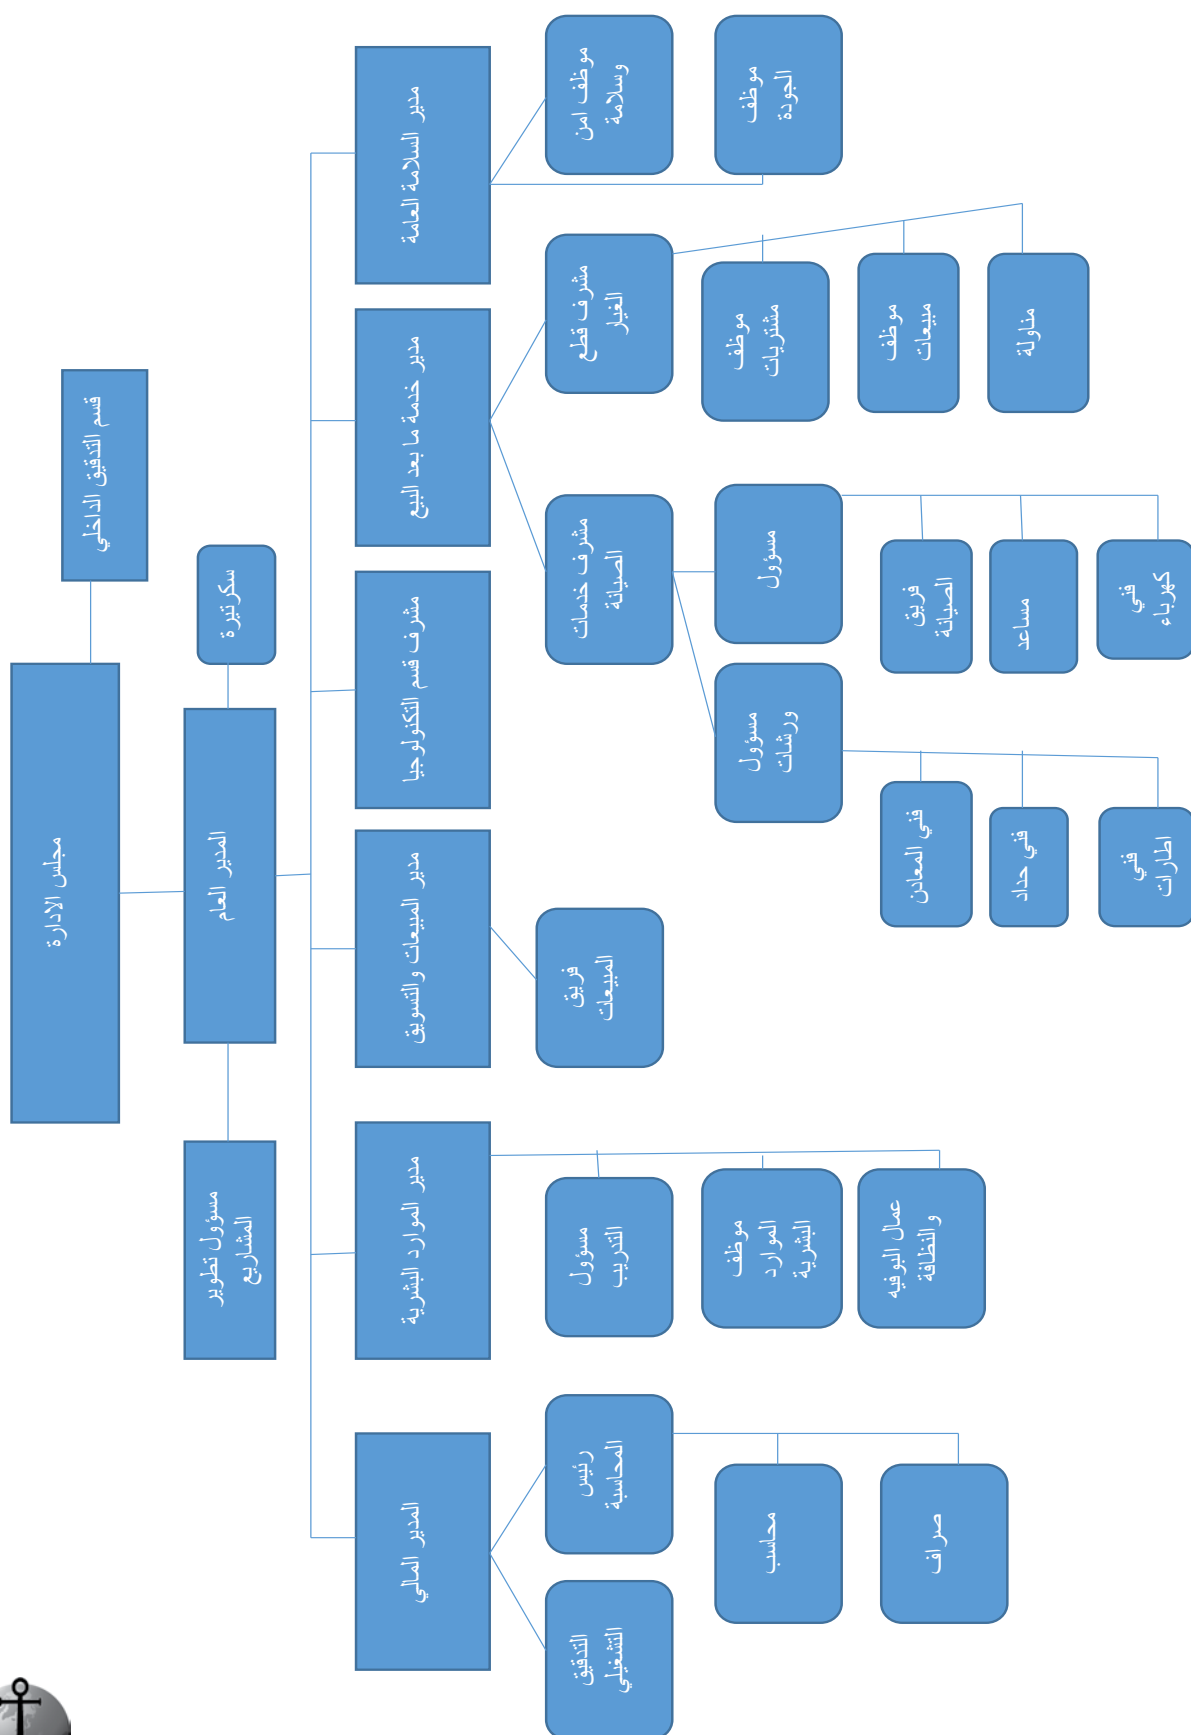 مجلس الادارة
قسم التدقيق الداخلي
المدير العام
سكرتيرة
مسؤول تطوير
المشاريع
مدير السلامة العامة
مدير خدمة ما بعد البيع
مشرف قسم التكنولوجيا
مدير المبيعات والتسويق
مدير الموارد البشرية
المدير المالي
موظف امن
وسلامة
موظف
الجودة
مشرف قطع
الغيار
موظف
مشتريات
موظف
مبيعات
مناولة
مشرف خدمات
الصيانة
مسؤول
فريق
الصيانة
مساعد
فني
كهرباء
مسؤول
ورشات
فني المعادن
فني حداد
فني
اطارات
فريق
المبيعات
مسؤول
التدريب
موظف
الموارد
البشرية
عمال البوفيه
والنظافة
رئيس
المحاسبة
محاسب
صراف
التدقيق
التشغيلي